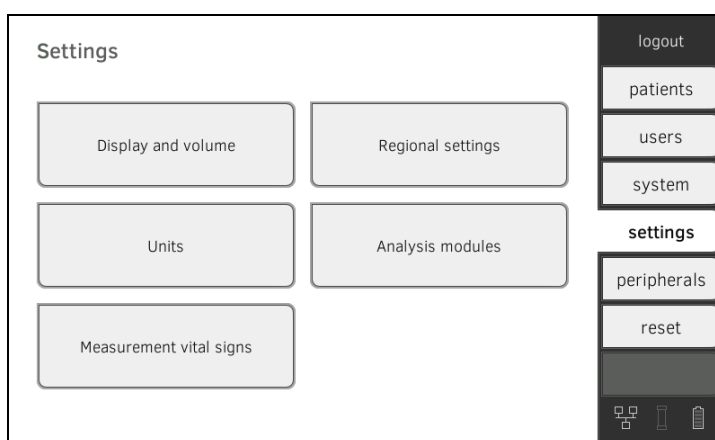 Settings
Display and volume
Regional settings
Units
Analysis modules
Measurement vital signs
logout
patients
users
system
settings
peripherals
reset